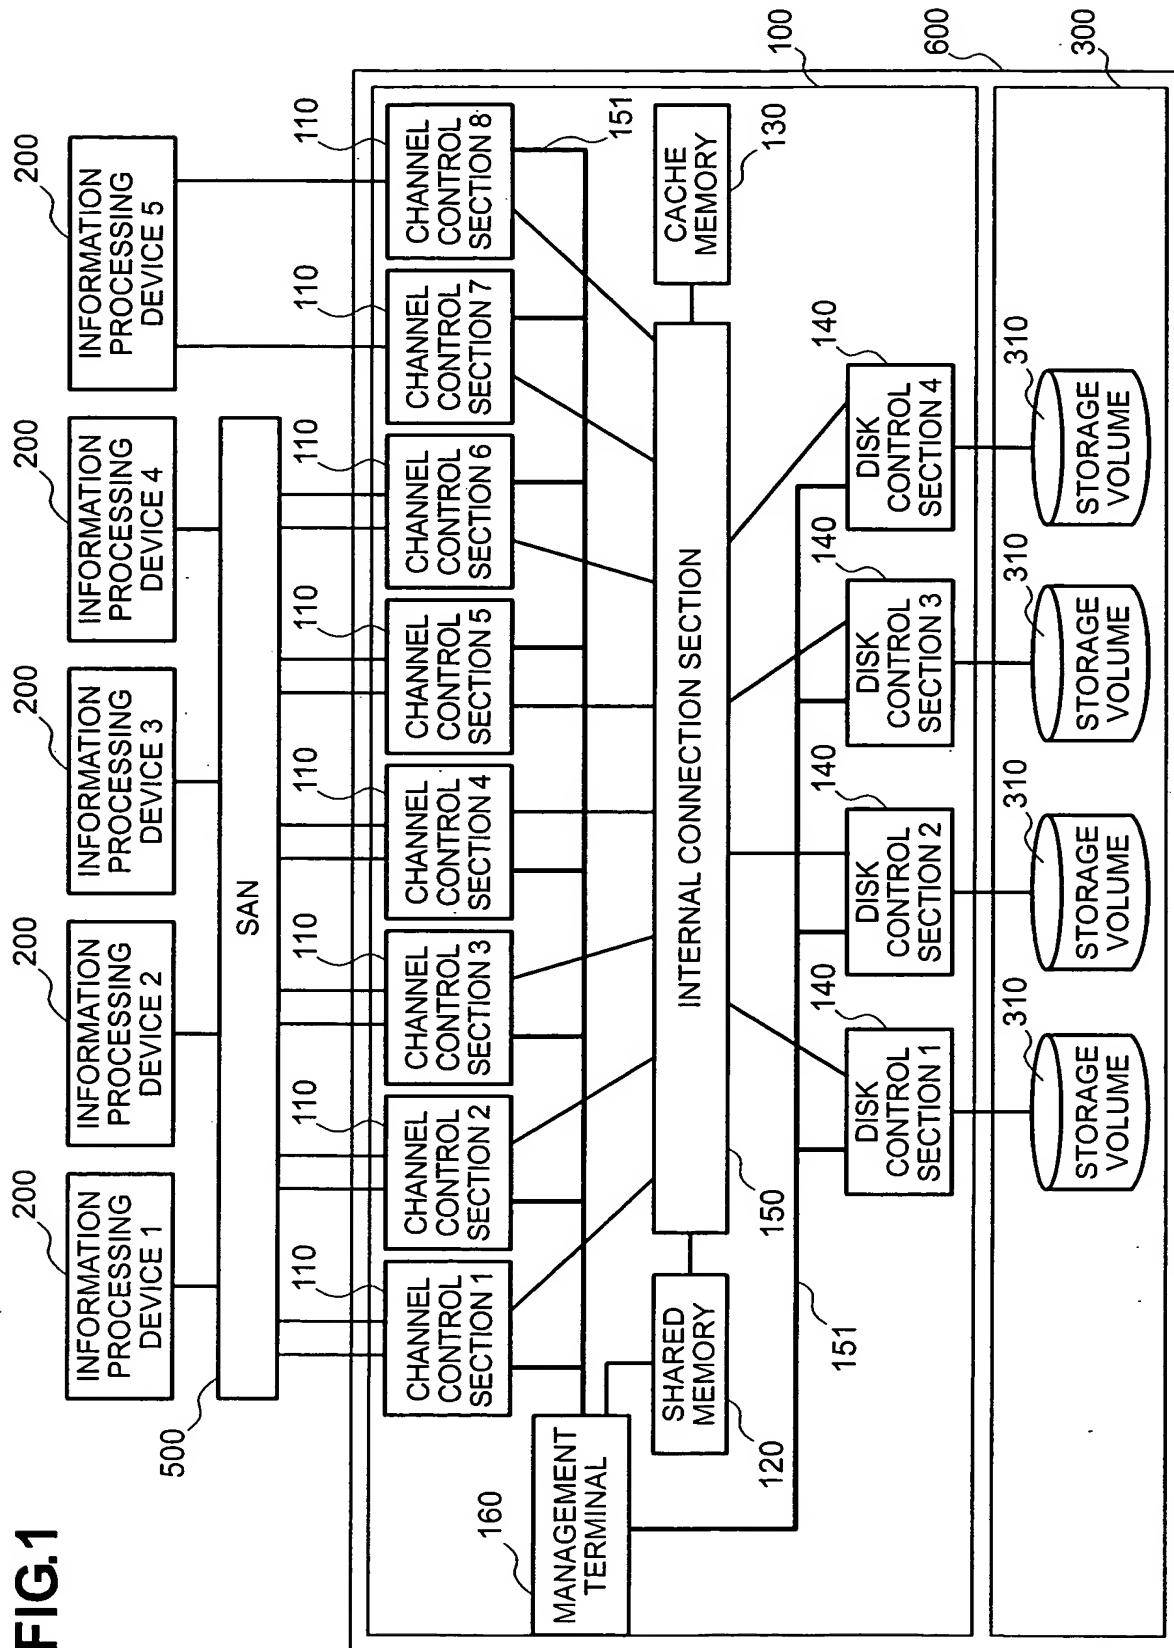 FIG.1
200
200
200
200
200
INFORMATION
PROCESSING
DEVICE 1
INFORMATION
PROCESSING
DEVICE 2
INFORMATION
PROCESSING
DEVICE 3
INFORMATION
PROCESSING
DEVICE 4
INFORMATION
PROCESSING
DEVICE 5
500
SAN
110
110
110
110
110
110
110
110
CHANNEL
CONTROL
SECTION 1
CHANNEL
CONTROL
SECTION 2
CHANNEL
CONTROL
SECTION 3
CHANNEL
CONTROL
SECTION 4
CHANNEL
CONTROL
SECTION 5
CHANNEL
CONTROL
SECTION 6
CHANNEL
CONTROL
SECTION 7
CHANNEL
CONTROL
SECTION 8
151
160
MANAGEMENT
TERMINAL
SHARED
MEMORY
120
INTERNAL CONNECTION SECTION
150
CACHE
MEMORY
130
100
151
140
140
140
140
DISK
CONTROL
SECTION 1
DISK
CONTROL
SECTION 2
DISK
CONTROL
SECTION 3
DISK
CONTROL
SECTION 4
600
310
310
310
310
300
STORAGE
VOLUME
STORAGE
VOLUME
STORAGE
VOLUME
STORAGE
VOLUME